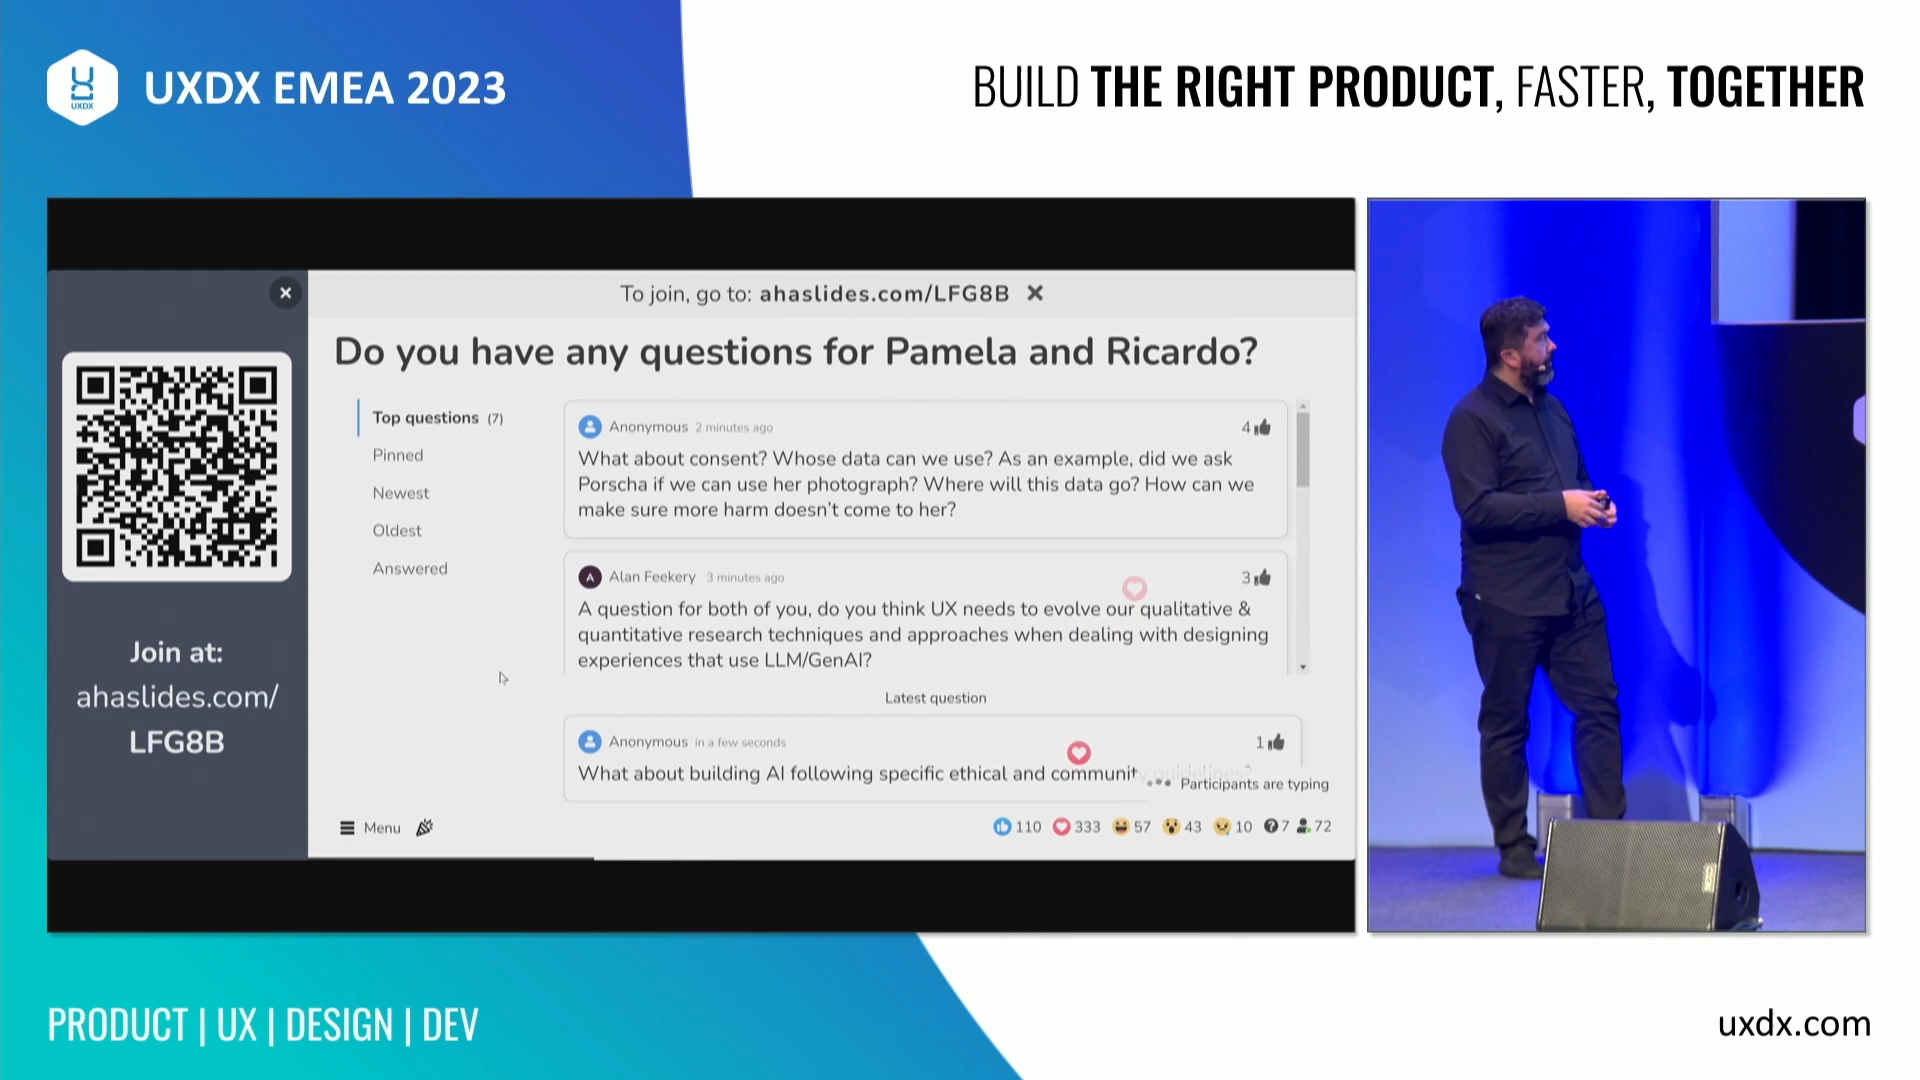 UXDX
UXDX EMEA 2023
BUILD THE RIGHT PRODUCT, FASTER, TOGETHER
To join, go to: ahaslides.com/LFG8B
Do you have any questions for Pamela and Ricardo?
Top questions (7)
Pinned
Newest
Oldest
Answered
Anonymous 2 minutes ago
4
What about consent? Whose data can we use? As an example, did we ask
Porscha if we can use her photograph? Where will this data go? How can we
make sure more harm doesn't come to her?
A Alan Feekery 3 minutes ago
3
A question for both of you, do you think UX needs to evolve our qualitative &
quantitative research techniques and approaches when dealing with designing
experiences that use LLM/GenAI?
Latest question
Anonymous in a few seconds
1
What about building AI following specific ethical and community guidelines?
Participants are typing
Join at:
ahaslides.com/
LFG8B
Menu
110 333 57 43 10 7 72
PRODUCT | UX | DESIGN | DEV
uxdx.com